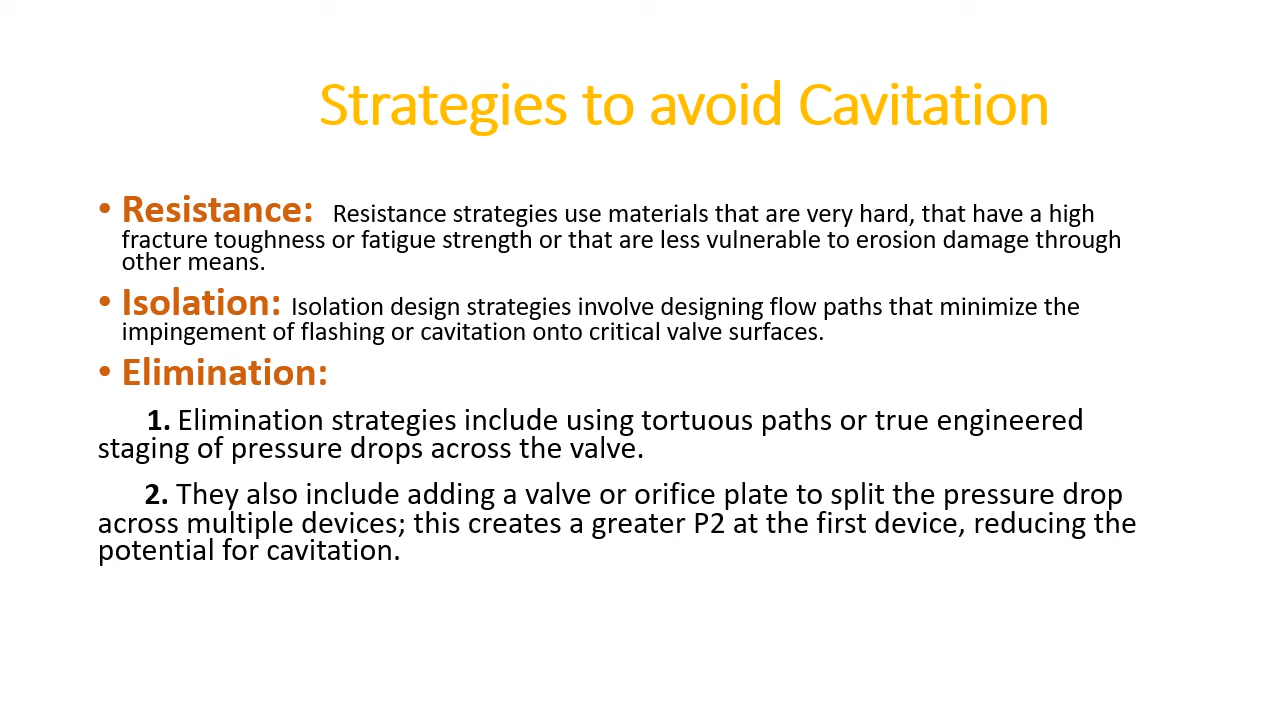 Strategies to avoid Cavitation
• Resistance: Resistance strategies use materials that are very hard, that have a high
fracture toughness or fatigue strength or that are less vulnerable to erosion damage through
other means.
• Isolation: Isolation design strategies involve designing flow paths that minimize the
impingement of flashing or cavitation onto critical valve surfaces.
• Elimination:
1. Elimination strategies include using tortuous paths or true engineered
staging of pressure drops across the valve.
2. They also include adding a valve or orifice plate to split the pressure drop
across multiple devices; this creates a greater P2 at the first device, reducing the
potential for cavitation.